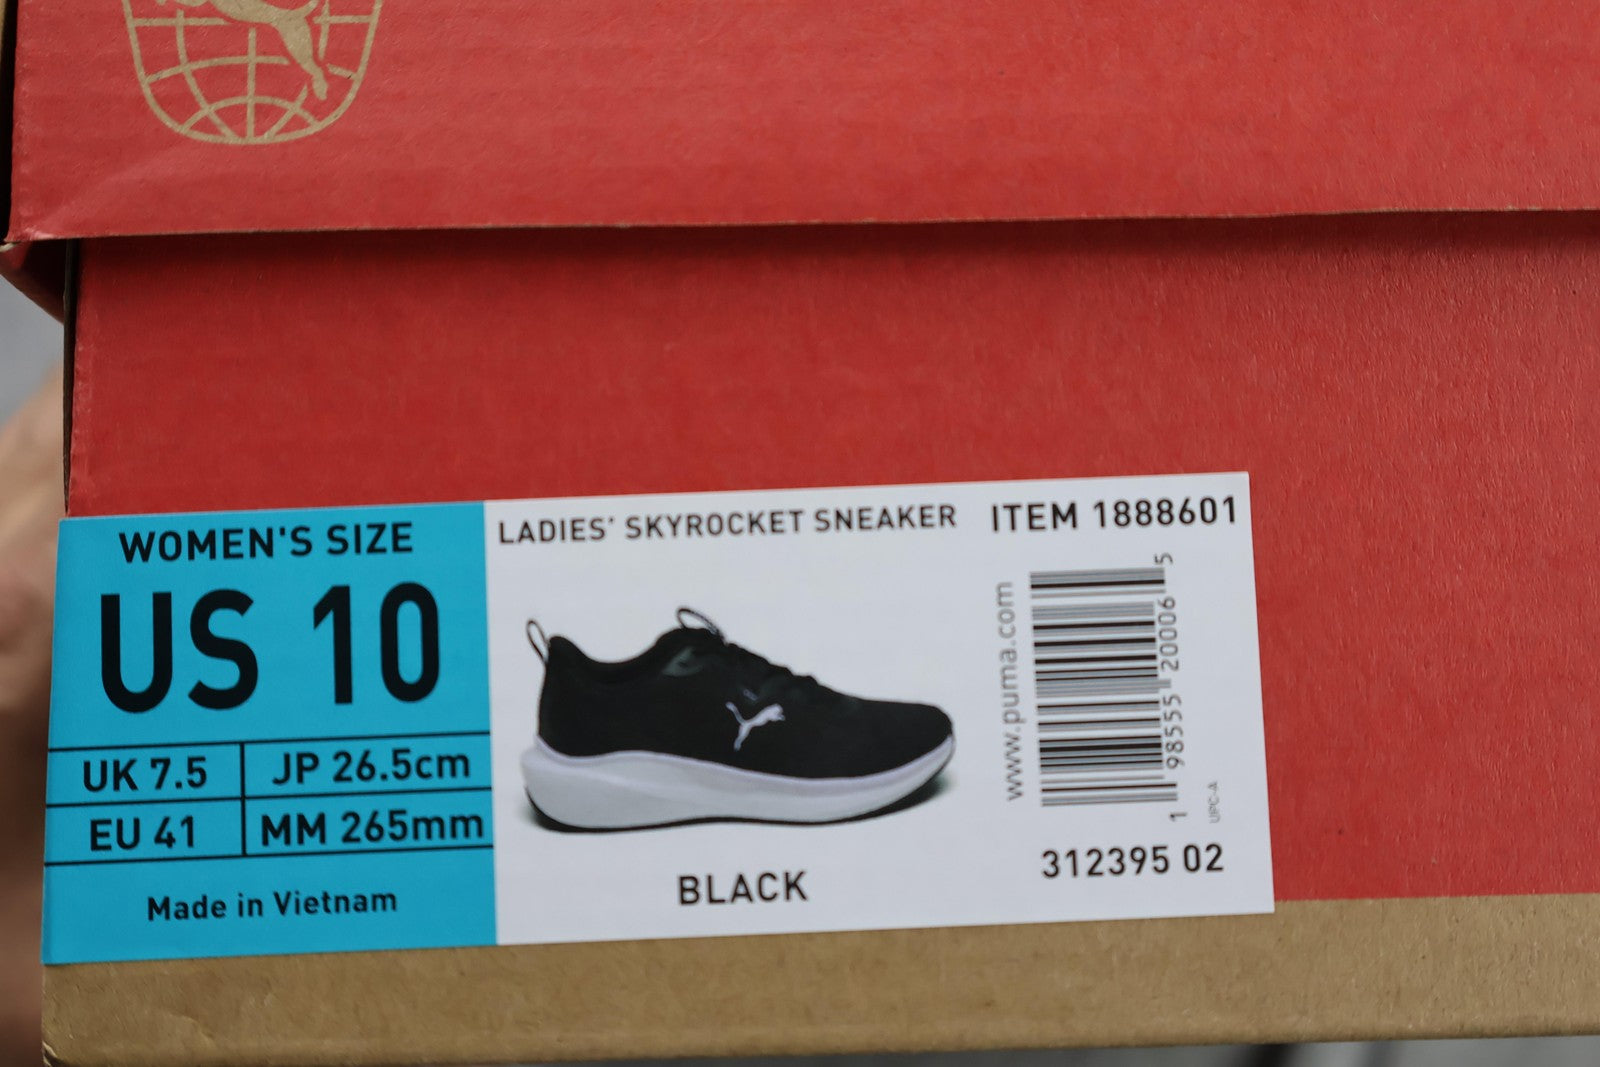 WOMEN'S SIZE
US 10
UK 7.5
JP 26.5cm
EU 41
MM 265mm
Made in Vietnam
LADIES' SKYROCKET SNEAKER
ITEM 1888601
www.puma.com
1 98555 20006 5
UPC-A
BLACK
312395 02